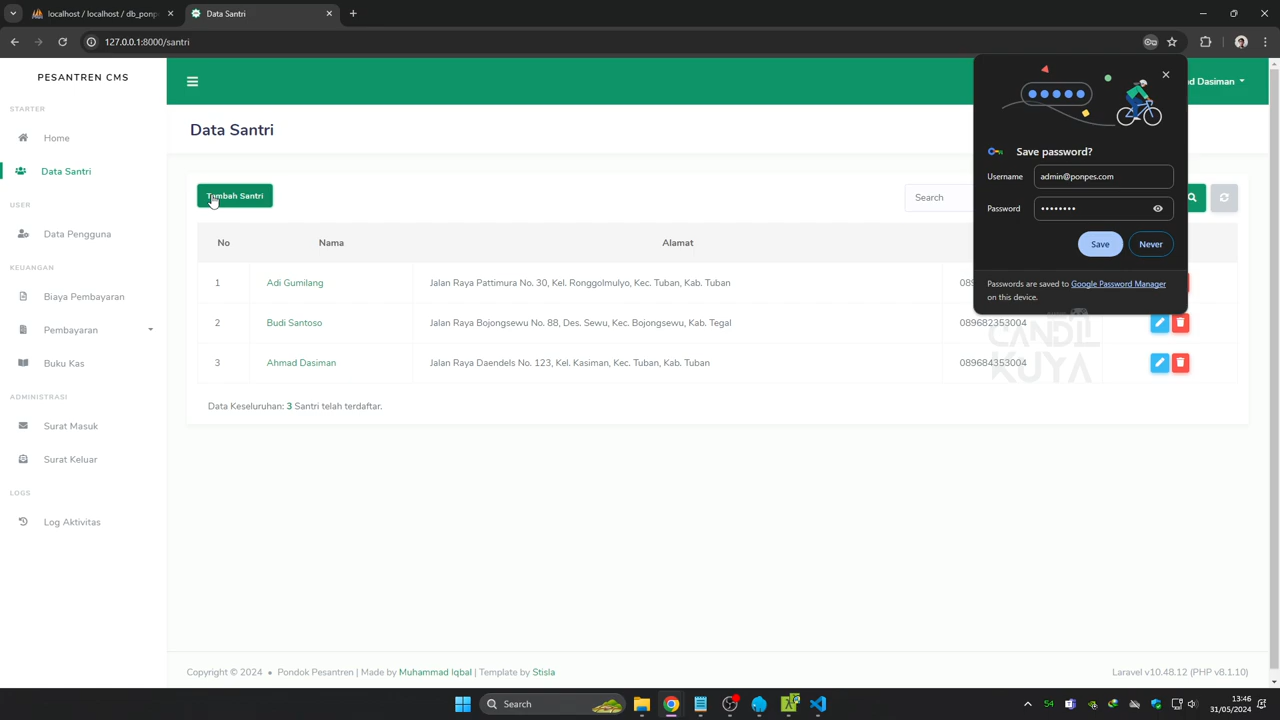 localhost / localhost / db_ponp
Data Santri
127.0.0.1:8000/santri
PESANTREN CMS
STARTER
Home
Data Santri
USER
Data Pengguna
KEUANGAN
Biaya Pembayaran
Pembayaran
Buku Kas
ADMINISTRASI
Surat Masuk
Surat Keluar
LOGS
Log Aktivitas
d Dasiman
Data Santri
Tambah Santri
Search
No Nama Alamat
1 Adi Gumilang Jalan Raya Pattimura No. 30, Kel. Ronggolmulyo, Kec. Tuban, Kab. Tuban 089
2 Budi Santoso Jalan Raya Bojongsewu No. 88, Des. Sewu, Kec. Bojongsewu, Kab. Tegal 089682353004
3 Ahmad Dasiman Jalan Raya Daendels No. 123, Kel. Kasiman, Kec. Tuban, Kab. Tuban 089684353004
Data Keseluruhan: 3 Santri telah terdaftar.
Save password?
Username admin@ponpes.com
Password ••••••••
Save Never
Passwords are saved to Google Password Manager
on this device.
CANDIL
KUYA
Copyright © 2024 • Pondok Pesantren | Made by Muhammad Iqbal | Template by Stisla
Laravel v10.48.12 (PHP v8.1.10)
Search
54
13:46
31/05/2024